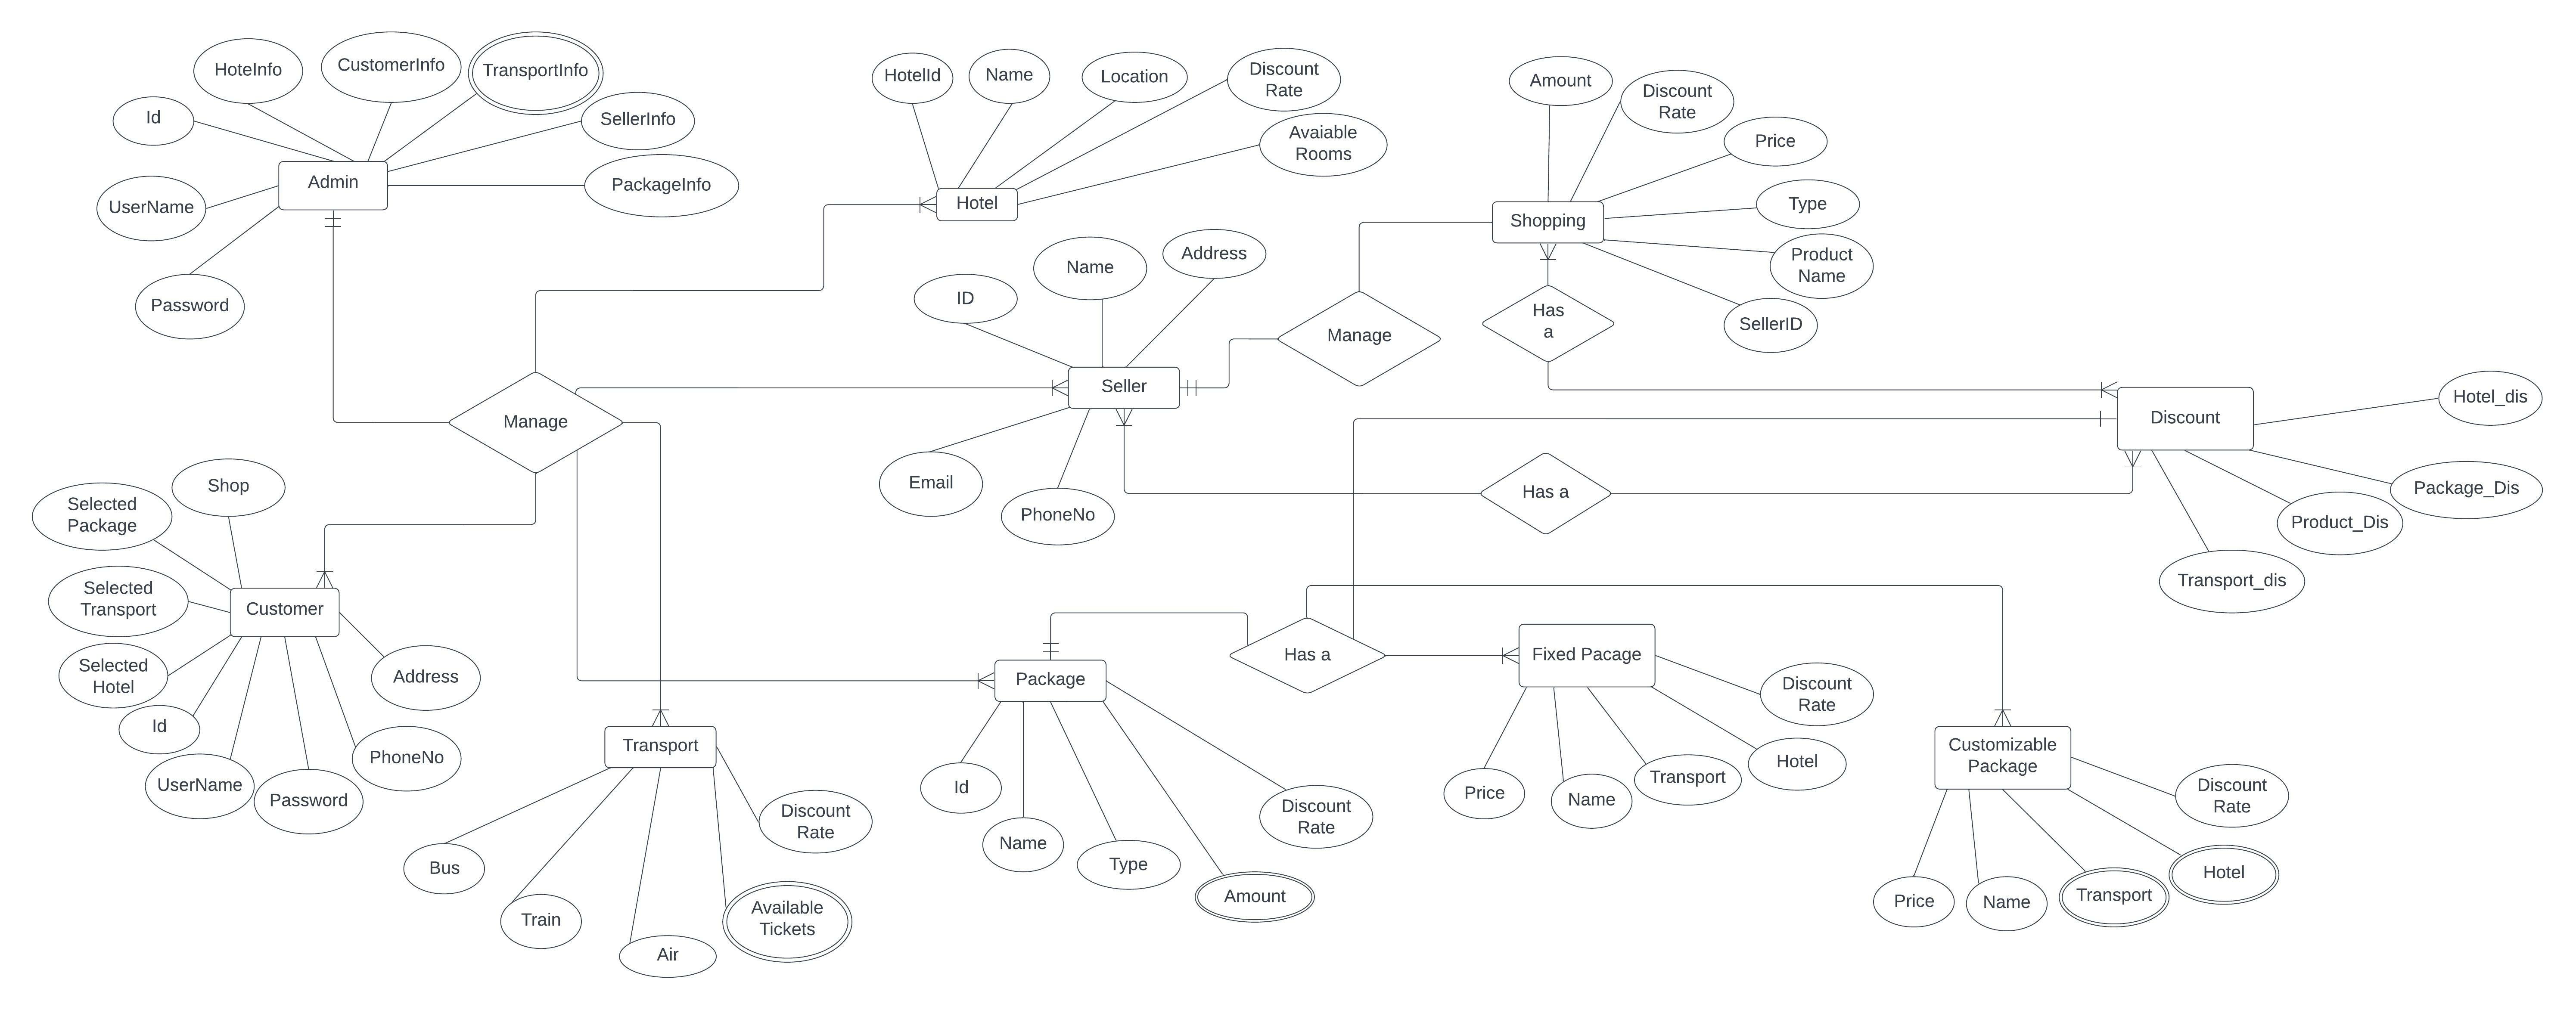 HoteInfo
CustomerInfo
TransportInfo
Id
SellerInfo
Admin
PackageInfo
UserName
Password
HotelId
Name
Location
Discount
Rate
Avaiable
Rooms
Hotel
Amount
Discount
Rate
Price
Type
Shopping
Product
Name
SellerID
ID
Name
Address
Manage
Has
a
Seller
Email
PhoneNo
Manage
Has a
Discount
Hotel_dis
Package_Dis
Product_Dis
Transport_dis
Shop
Selected
Package
Selected
Transport
Customer
Selected
Hotel
Address
Id
UserName
Password
PhoneNo
Transport
Discount
Rate
Bus
Train
Air
Available
Tickets
Package
Has a
Id
Name
Type
Amount
Discount
Rate
Fixed Pacage
Discount
Rate
Price
Name
Transport
Hotel
Customizable
Package
Discount
Rate
Price
Name
Transport
Hotel